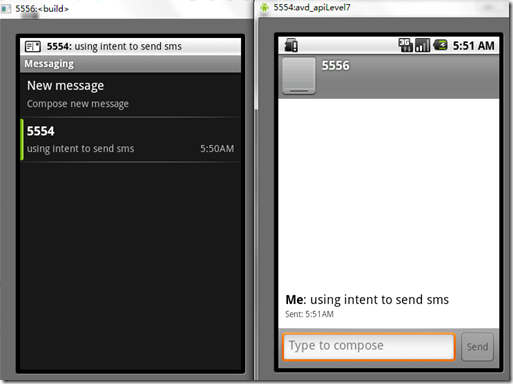 5556:<build>
5554: using intent to send sms
Messaging
New message
Compose new message
5554
using intent to send sms 5:50AM
5554:avd_apiLevel7
3G 5:51 AM
5556
Me: using intent to send sms
Sent: 5:51AM
Type to compose Send